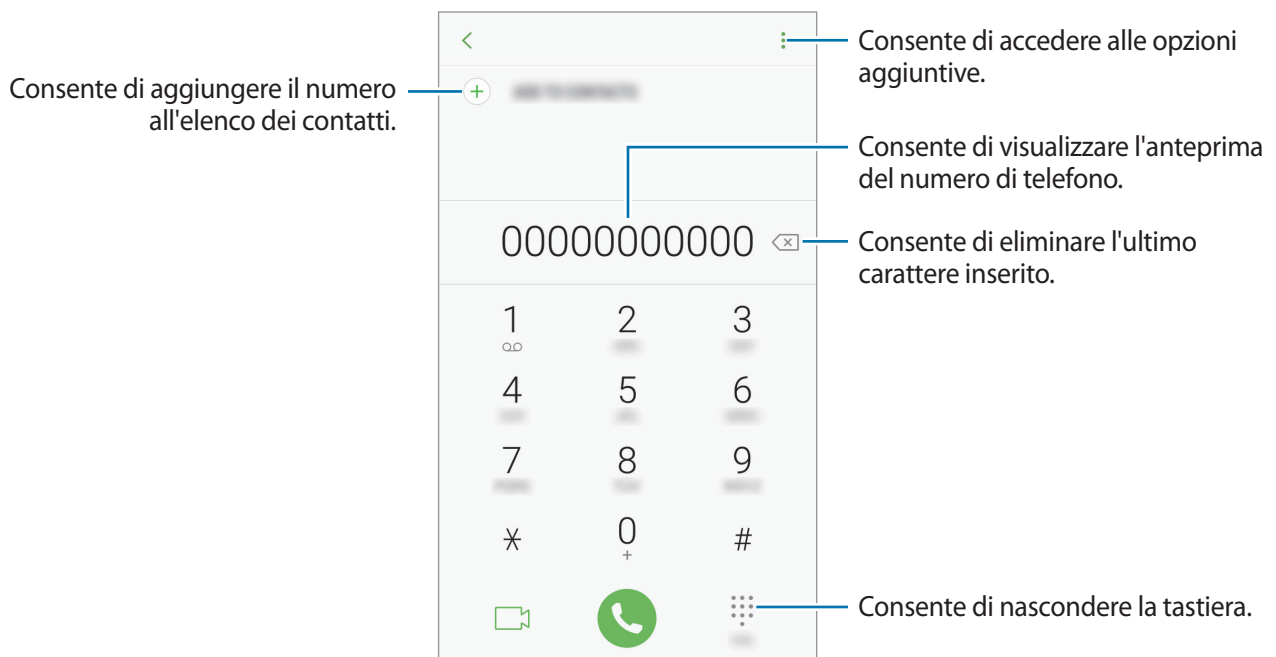 Consente di accedere alle opzioni
aggiuntive.
Consente di aggiungere il numero
all'elenco dei contatti.
Consente di visualizzare l'anteprima
del numero di telefono.
00000000000
Consente di eliminare l'ultimo
carattere inserito.
1 2 3
4 5 6
7 8 9
* 0 #
+
Consente di nascondere la tastiera.